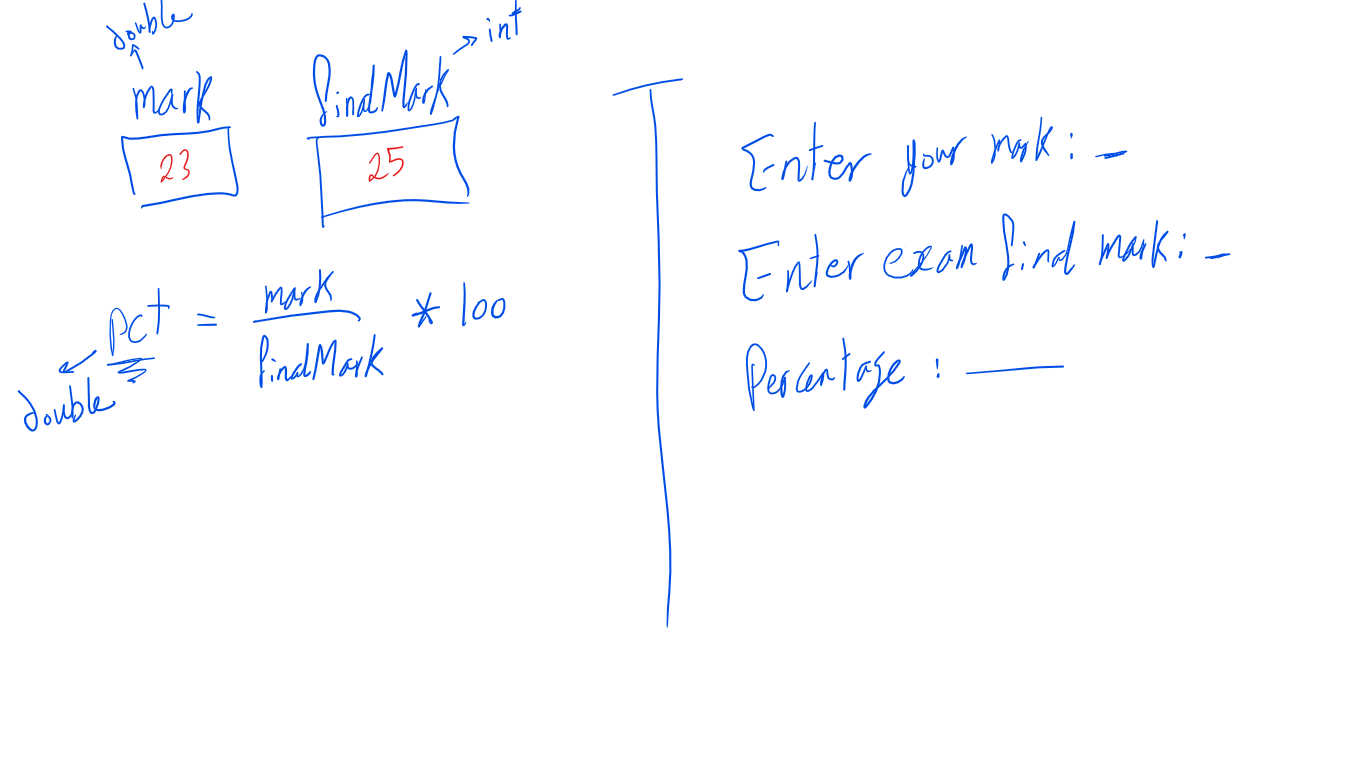 double
int
mark finalMark
23 25
pct = mark / finalMark * 100
double
Enter your mark: _
Enter exam final mark: _
Percentage : ___